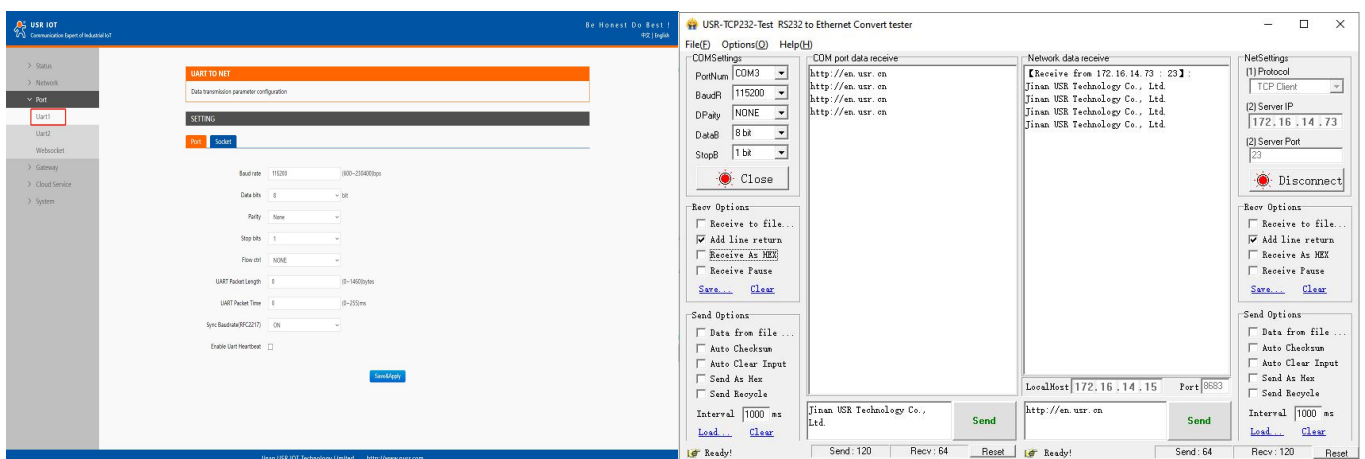 USR IOT
Communication Expert of Industrial IoT
Be Honest Do Best !
中文 | English
Status
Network
Port
Uart1
Uart2
Websocket
Gateway
Cloud Service
System
UART TO NET
Data transmission parameter configuration
SETTING
Port Socket
Baud rate 115200 (600~230400)bps
Data bits 8 bit
Parity None
Stop bits 1
Flow ctrl NONE
UART Packet Length 0 (0~1460)bytes
UART Packet Time 0 (0~255)ms
Sync Baudrate(RFC2217) ON
Enable Uart Heartbeat
Save&Apply
Jinan USR IOT Technology Limited http://www.pusr.com
USR-TCP232-Test RS232 to Ethernet Convert tester
File(F) Options(O) Help(H)
COMSettings
PortNum COM3
BaudR 115200
DPaity NONE
DataB 8 bit
StopB 1 bit
Close
Recv Options
Receive to file...
Add line return
Receive As HEX
Receive Pause
Save... Clear
Send Options
Data from file ...
Auto Checksum
Auto Clear Input
Send As Hex
Send Recycle
Interval 1000 ms
Load... Clear
COM port data receive
http://en.usr.cn
http://en.usr.cn
http://en.usr.cn
http://en.usr.cn
Jinan USR Technology Co.,
Ltd.
Send
Network data receive
【Receive from 172.16.14.73 : 23】:
Jinan USR Technology Co., Ltd.
Jinan USR Technology Co., Ltd.
Jinan USR Technology Co., Ltd.
Jinan USR Technology Co., Ltd.
LocalHost 172.16.14.15 Port 8683
http://en.usr.cn
Send
NetSettings
(1) Protocol
TCP Client
(2) Server IP
172.16.14.73
(2) Server Port
23
Disconnect
Recv Options
Receive to file...
Add line return
Receive As HEX
Receive Pause
Save... Clear
Send Options
Data from file ...
Auto Checksum
Auto Clear Input
Send As Hex
Send Recycle
Interval 1000 ms
Load... Clear
Ready! Send : 120 Recv : 64 Reset
Ready! Send : 64 Recv : 120 Reset